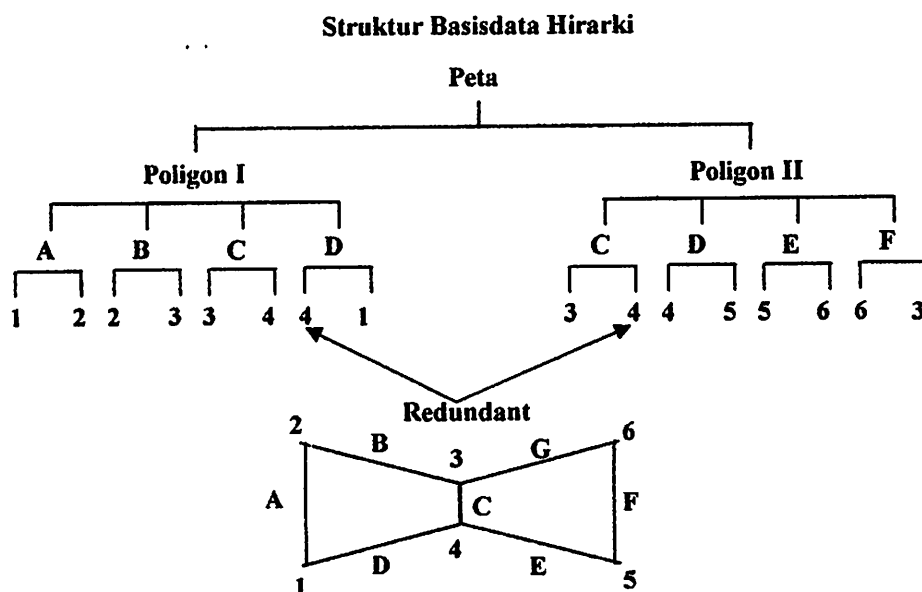 Struktur Basisdata Hirarki
Peta
Poligon I Poligon II
A B C D C D E F
1 2 2 3 3 4 4 1 3 4 4 5 5 6 6 3
Redundant
2 B 3 G 6
A C F
1 D 4 E 5